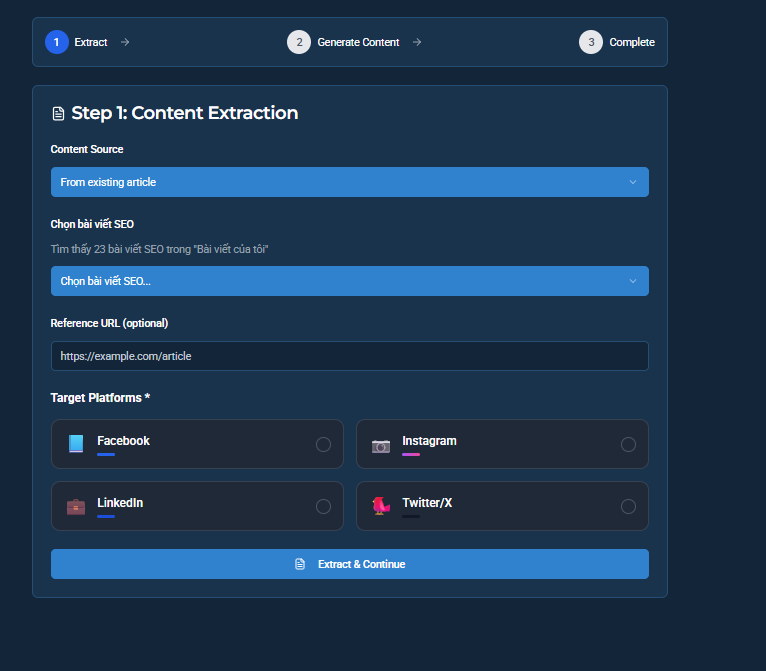 1 Extract → 2 Generate Content → 3 Complete
Step 1: Content Extraction
Content Source
From existing article
Chọn bài viết SEO
Tìm thấy 23 bài viết SEO trong "Bài viết của tôi"
Chọn bài viết SEO...
Reference URL (optional)
https://example.com/article
Target Platforms *
Facebook
Instagram
LinkedIn
Twitter/X
Extract & Continue